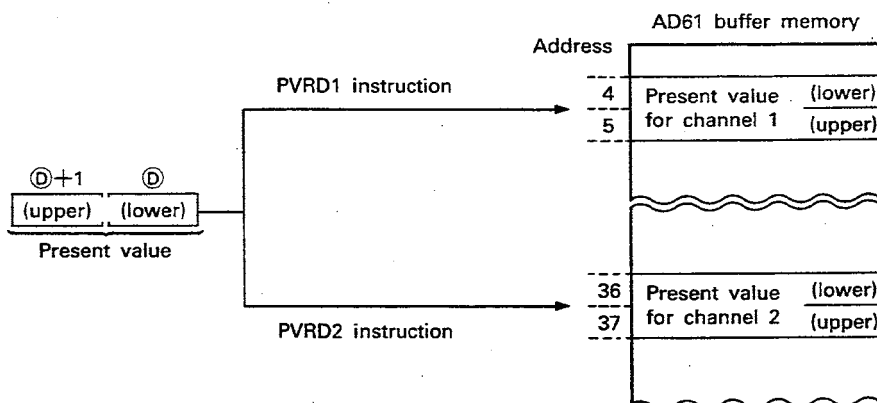 AD61 buffer memory
Address
PVRD1 instruction
4 Present value (lower)
5 for channel 1 (upper)
Ⓓ+1 Ⓓ
(upper) (lower)
Present value
36 Present value (lower)
37 for channel 2 (upper)
PVRD2 instruction